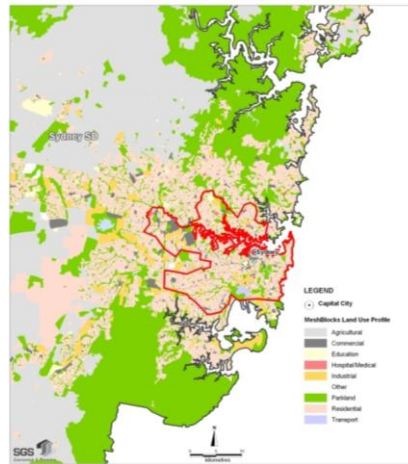 Sydney SD
LEGEND
Capital City
MeshBlocks Land Use Profile
Agricultural
Commercial
Education
Hospital/Medical
Industrial
Other
Parkland
Residential
Transport
N
kilometres
SGS